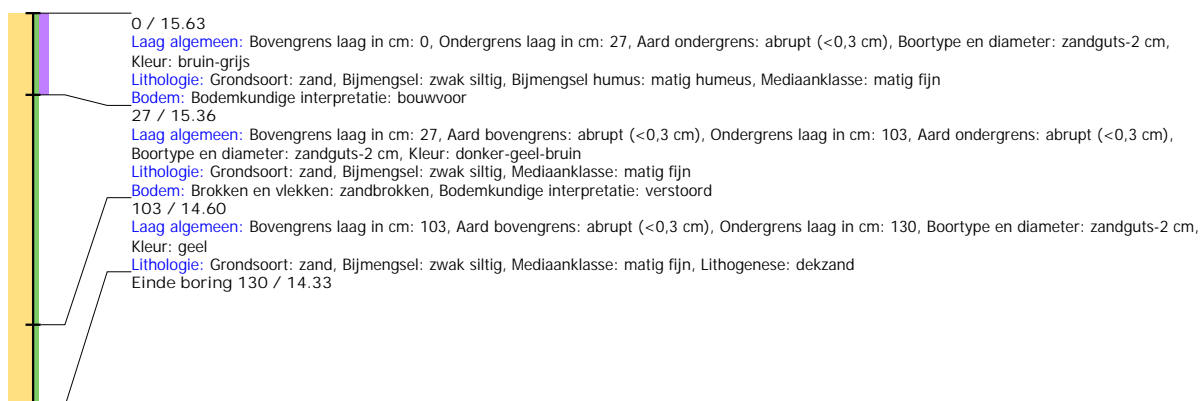 0 / 15.63
Laag algemeen: Bovengrens laag in cm: 0, Ondergrens laag in cm: 27, Aard ondergrens: abrupt (<0,3 cm), Boortype en diameter: zandguts-2 cm,
Kleur: bruin-grijs
Lithologie: Grondsoort: zand, Bijmengsel: zwak siltig, Bijmengsel humus: matig humeus, Mediaanklasse: matig fijn
Bodem: Bodemkundige interpretatie: bouwvoor
27 / 15.36
Laag algemeen: Bovengrens laag in cm: 27, Aard bovengrens: abrupt (<0,3 cm), Ondergrens laag in cm: 103, Aard ondergrens: abrupt (<0,3 cm),
Boortype en diameter: zandguts-2 cm, Kleur: donker-geel-bruin
Lithologie: Grondsoort: zand, Bijmengsel: zwak siltig, Mediaanklasse: matig fijn
Bodem: Brokken en vlekken: zandbrokken, Bodemkundige interpretatie: verstoord
103 / 14.60
Laag algemeen: Bovengrens laag in cm: 103, Aard bovengrens: abrupt (<0,3 cm), Ondergrens laag in cm: 130, Boortype en diameter: zandguts-2 cm,
Kleur: geel
Lithologie: Grondsoort: zand, Bijmengsel: zwak siltig, Mediaanklasse: matig fijn, Lithogenese: dekzand
Einde boring 130 / 14.33